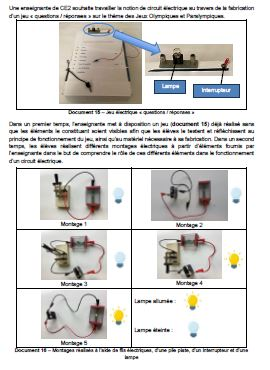 Une enseignante de CE2 souhaite travailler la notion de circuit électrique au travers de la fabrication
d'un jeu « questions / réponses » sur le thème des Jeux Olympiques et Paralympiques.
Lampe
Interrupteur
Document 15 – Jeu électrique « questions / réponses »
Dans un premier temps, l'enseignante met à disposition un jeu (document 15) déjà réalisé sans
que les éléments le constituant soient visibles afin que les élèves le testent et réfléchissent au
principe de fonctionnement du jeu, ainsi qu'au matériel nécessaire à sa fabrication. Dans un second
temps, les élèves réalisent différents montages électriques à partir d'éléments fournis par
l'enseignante dans le but de comprendre le rôle de ces différents éléments dans le fonctionnement
d'un circuit électrique.
Montage 1
Montage 2
Montage 3
Montage 4
Montage 5
Lampe allumée :
Lampe éteinte :
Document 16 – Montages réalisés à l'aide de fils électriques, d'une pile plate, d'un interrupteur et d'une
lampe